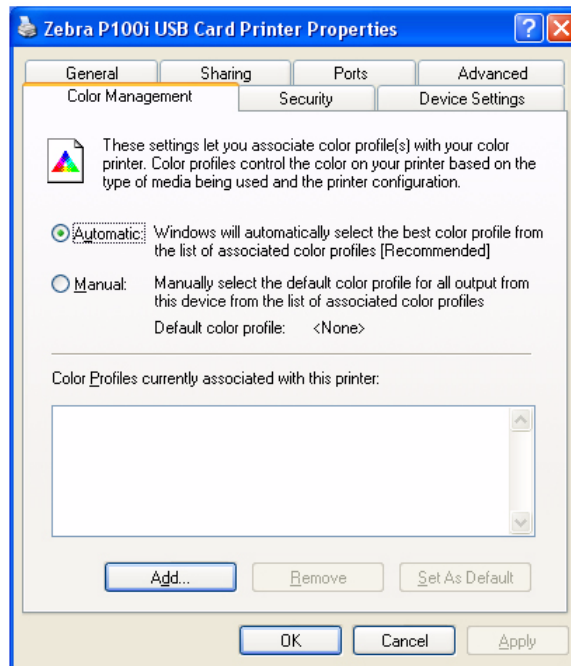 Zebra P100i USB Card Printer Properties
General Sharing Ports Advanced
Color Management Security Device Settings
These settings let you associate color profile(s) with your color
printer. Color profiles control the color on your printer based on the
type of media being used and the printer configuration.
Automatic: Windows will automatically select the best color profile from
the list of associated color profiles [Recommended]
Manual: Manually select the default color profile for all output from
this device from the list of associated color profiles
Default color profile: <None>
Color Profiles currently associated with this printer:
Add... Remove Set As Default
OK Cancel Apply